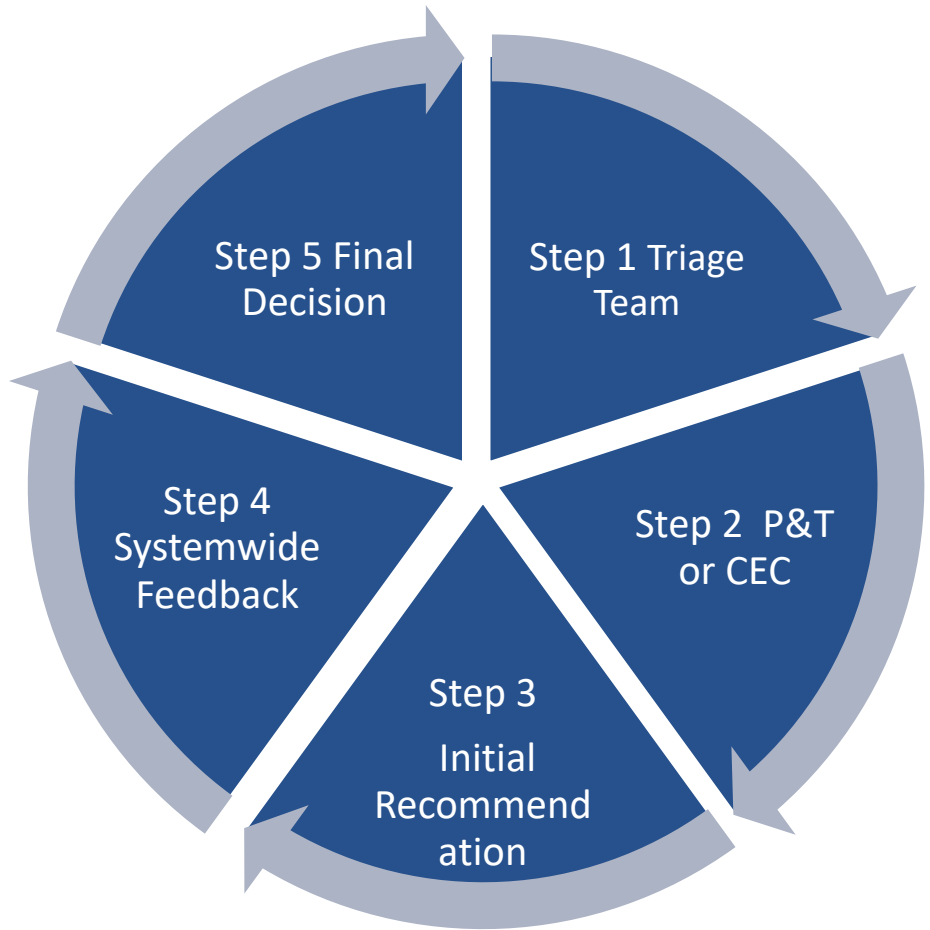 Step 1 Triage
Team
Step 2  P&T
or CEC
Step 3
Initial
Recommend
ation
Step 4
Systemwide
Feedback
Step 5 Final
Decision